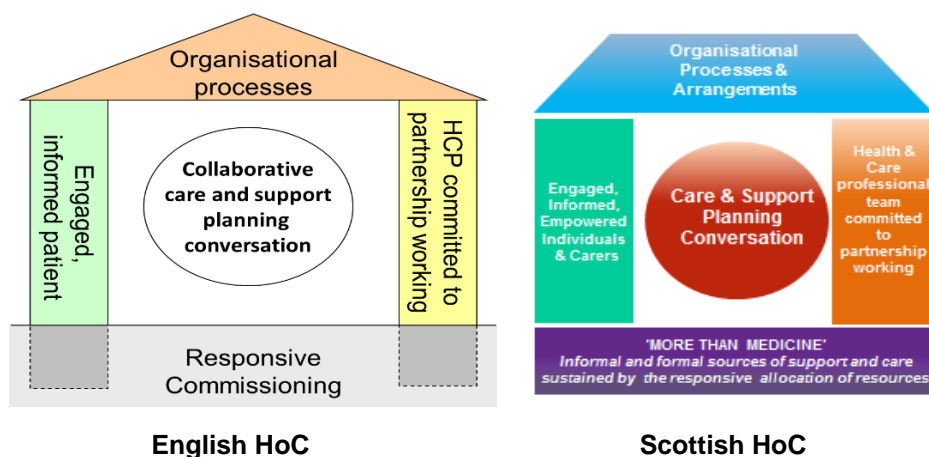 Organisational
processes
Engaged,
informed patient
Collaborative
care and support
planning
conversation
HCP committed to
partnership working
Responsive
Commissioning
English HoC
Organisational
Processes &
Arrangements
Engaged,
Informed,
Empowered
Individuals
& Carers
Care & Support
Planning
Conversation
Health &
Care
professional
team
committed
to
partnership
working
'MORE THAN MEDICINE'
Informal and formal sources of support and care
sustained by the responsive allocation of resources
Scottish HoC